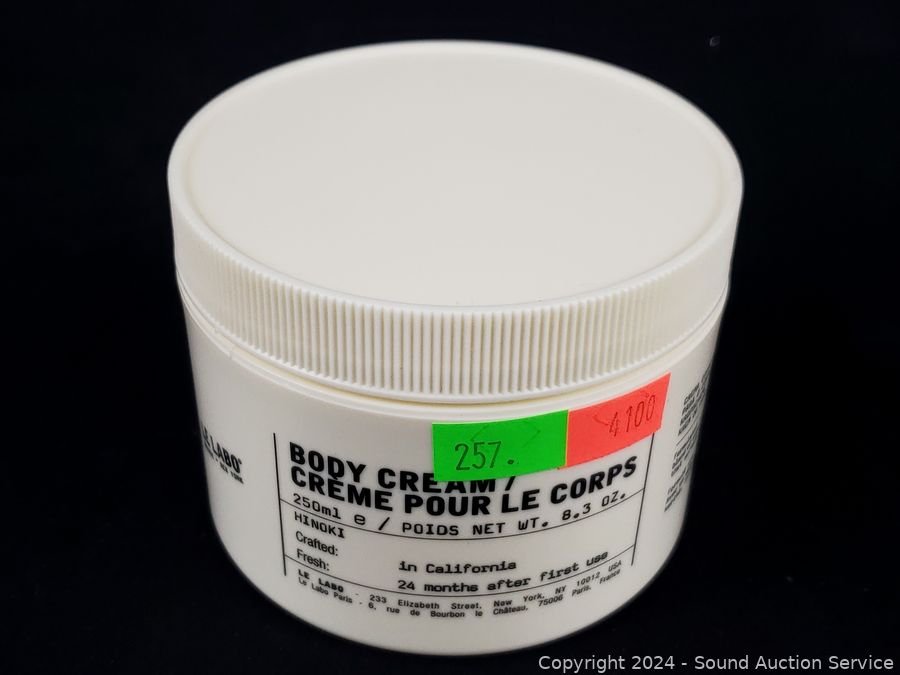 257.
4100
LE LABO
BODY CREAM /
CRÈME POUR LE CORPS
250ml e / POIDS NET WT. 8.3 OZ.
HINOKI
Crafted: in California
Fresh: 24 months after first use
LE LABO - 233 Elizabeth Street, New York, NY 10012 USA
Le Labo Paris - 6, rue de Bourbon le Château, 75006 Paris, France
Copyright © 2024 - Sound Auction Service